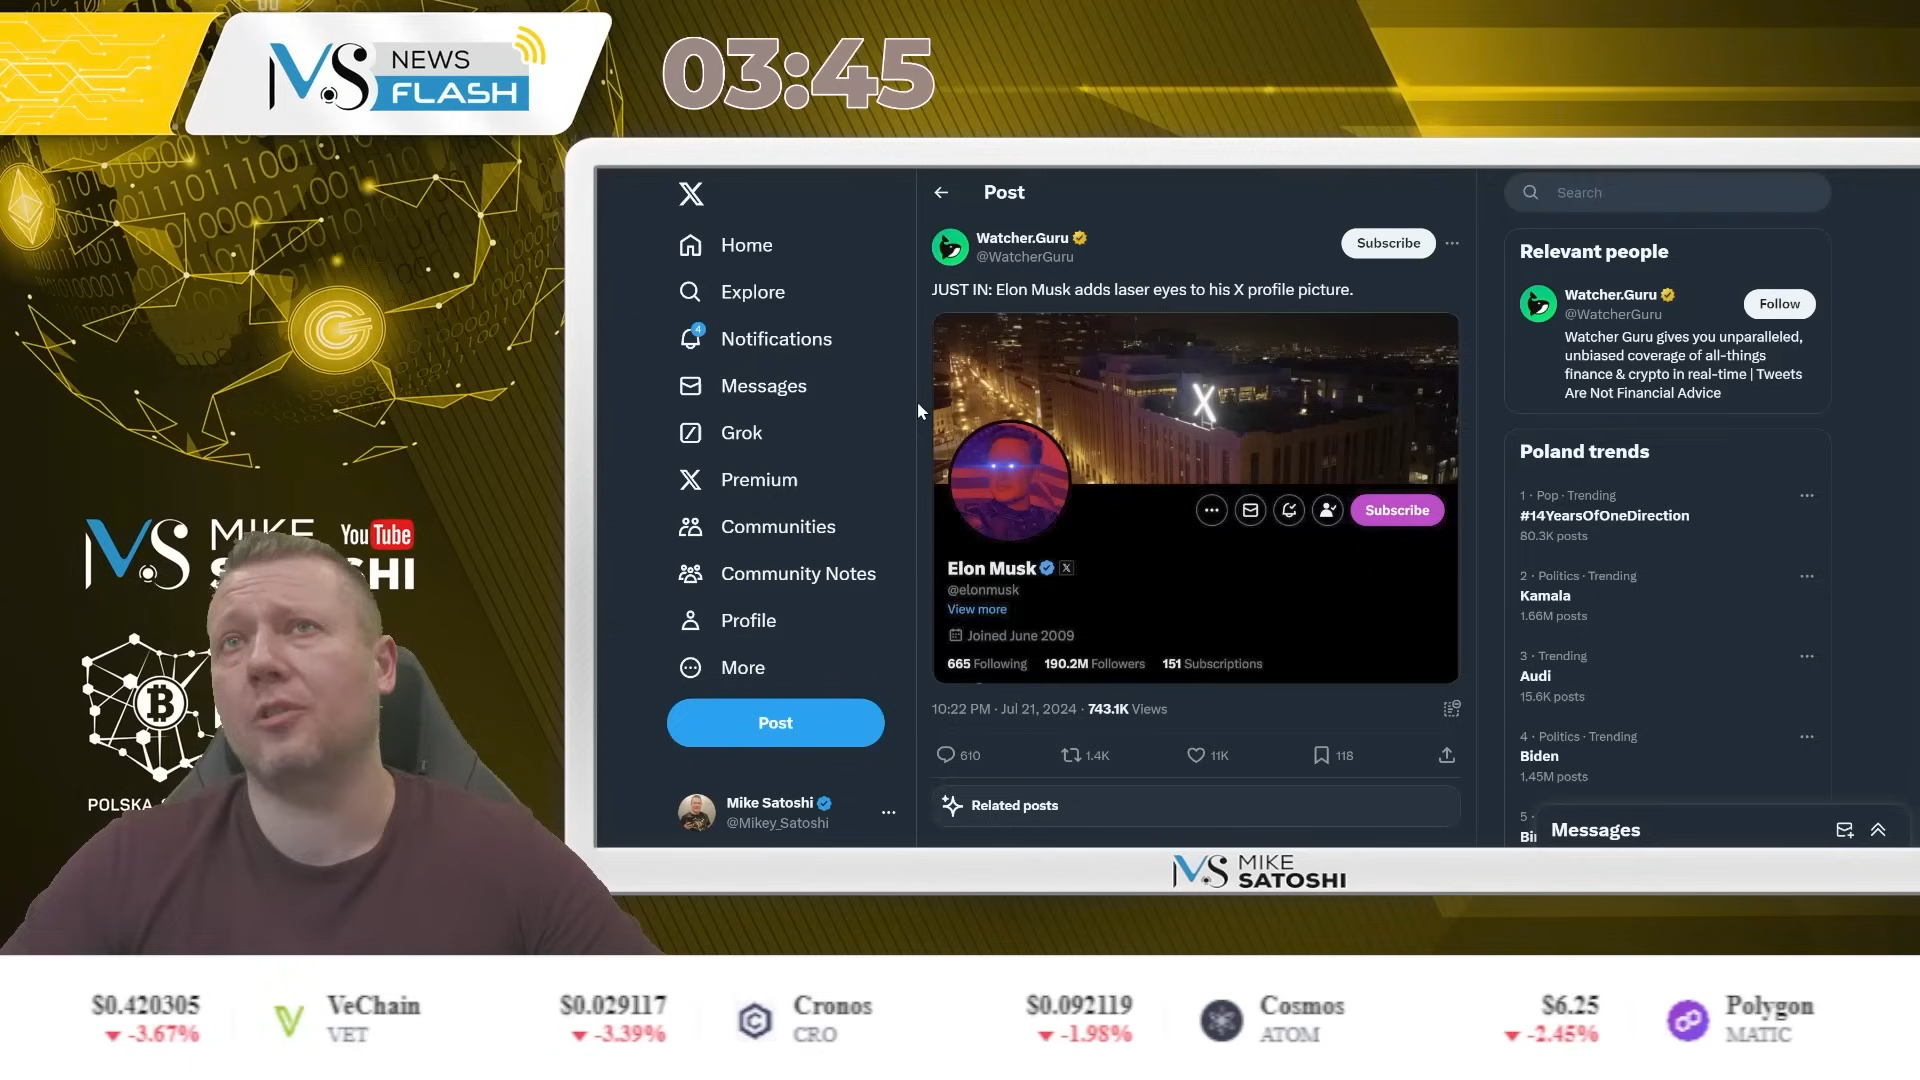 MS NEWS
FLASH
03:45
MS MIKE
YouTube
POLSKA
Home
Explore
4
Notifications
Messages
Grok
Premium
Communities
Community Notes
Profile
More
Post
Mike Satoshi
@Mikey_Satoshi
Post
Watcher.Guru
@WatcherGuru
Subscribe
JUST IN: Elon Musk adds laser eyes to his X profile picture.
X
Subscribe
Elon Musk X
@elonmusk
View more
Joined June 2009
665 Following 190.2M Followers 151 Subscriptions
10:22 PM · Jul 21, 2024 · 743.1K Views
610 1.4K 11K 118
Related posts
Search
Relevant people
Watcher.Guru
@WatcherGuru
Follow
Watcher Guru gives you unparalleled,
unbiased coverage of all-things
finance & crypto in real-time | Tweets
Are Not Financial Advice
Poland trends
1 · Pop · Trending
#14YearsOfOneDirection
80.3K posts
2 · Politics · Trending
Kamala
1.66M posts
3 · Trending
Audi
15.6K posts
4 · Politics · Trending
Biden
1.45M posts
5 ·
Messages
MS MIKE
SATOSHI
$0.420305
-3.67%
VeChain
VET
$0.029117
-3.39%
Cronos
CRO
$0.092119
-1.98%
Cosmos
ATOM
$6.25
-2.45%
Polygon
MATIC